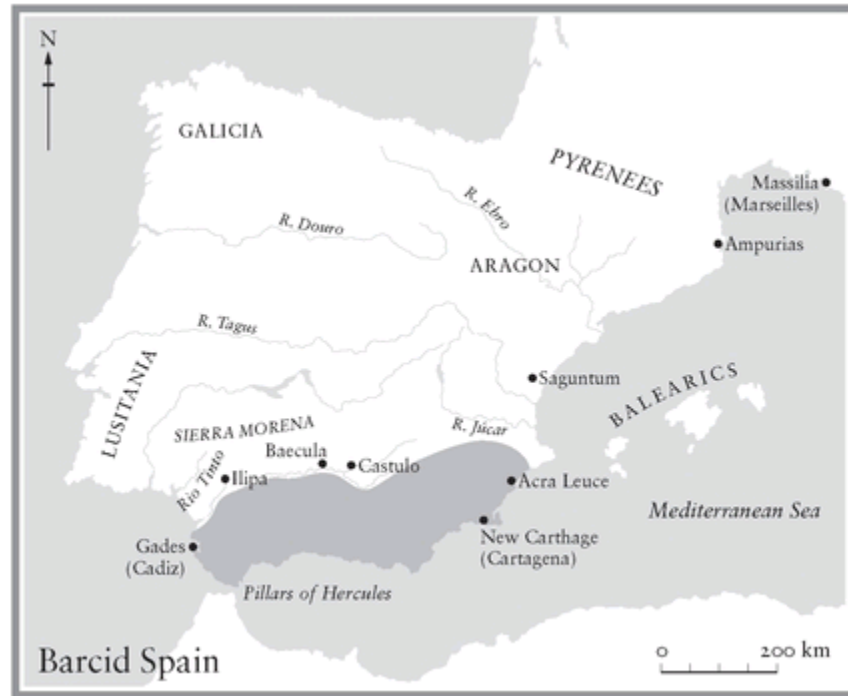 N
GALICIA
PYRENEES
Massilia
(Marseilles)
R. Ebro
R. Douro
Ampurias
ARAGON
R. Tagus
LUSITANIA
Saguntum
BALEARICS
SIERRA MORENA
R. Júcar
Baecula
Castulo
Rio Tinto
Ilipa
Acra Leuce
Mediterranean Sea
New Carthage
(Cartagena)
Gades
(Cadiz)
Pillars of Hercules
Barcid Spain
0 200 km